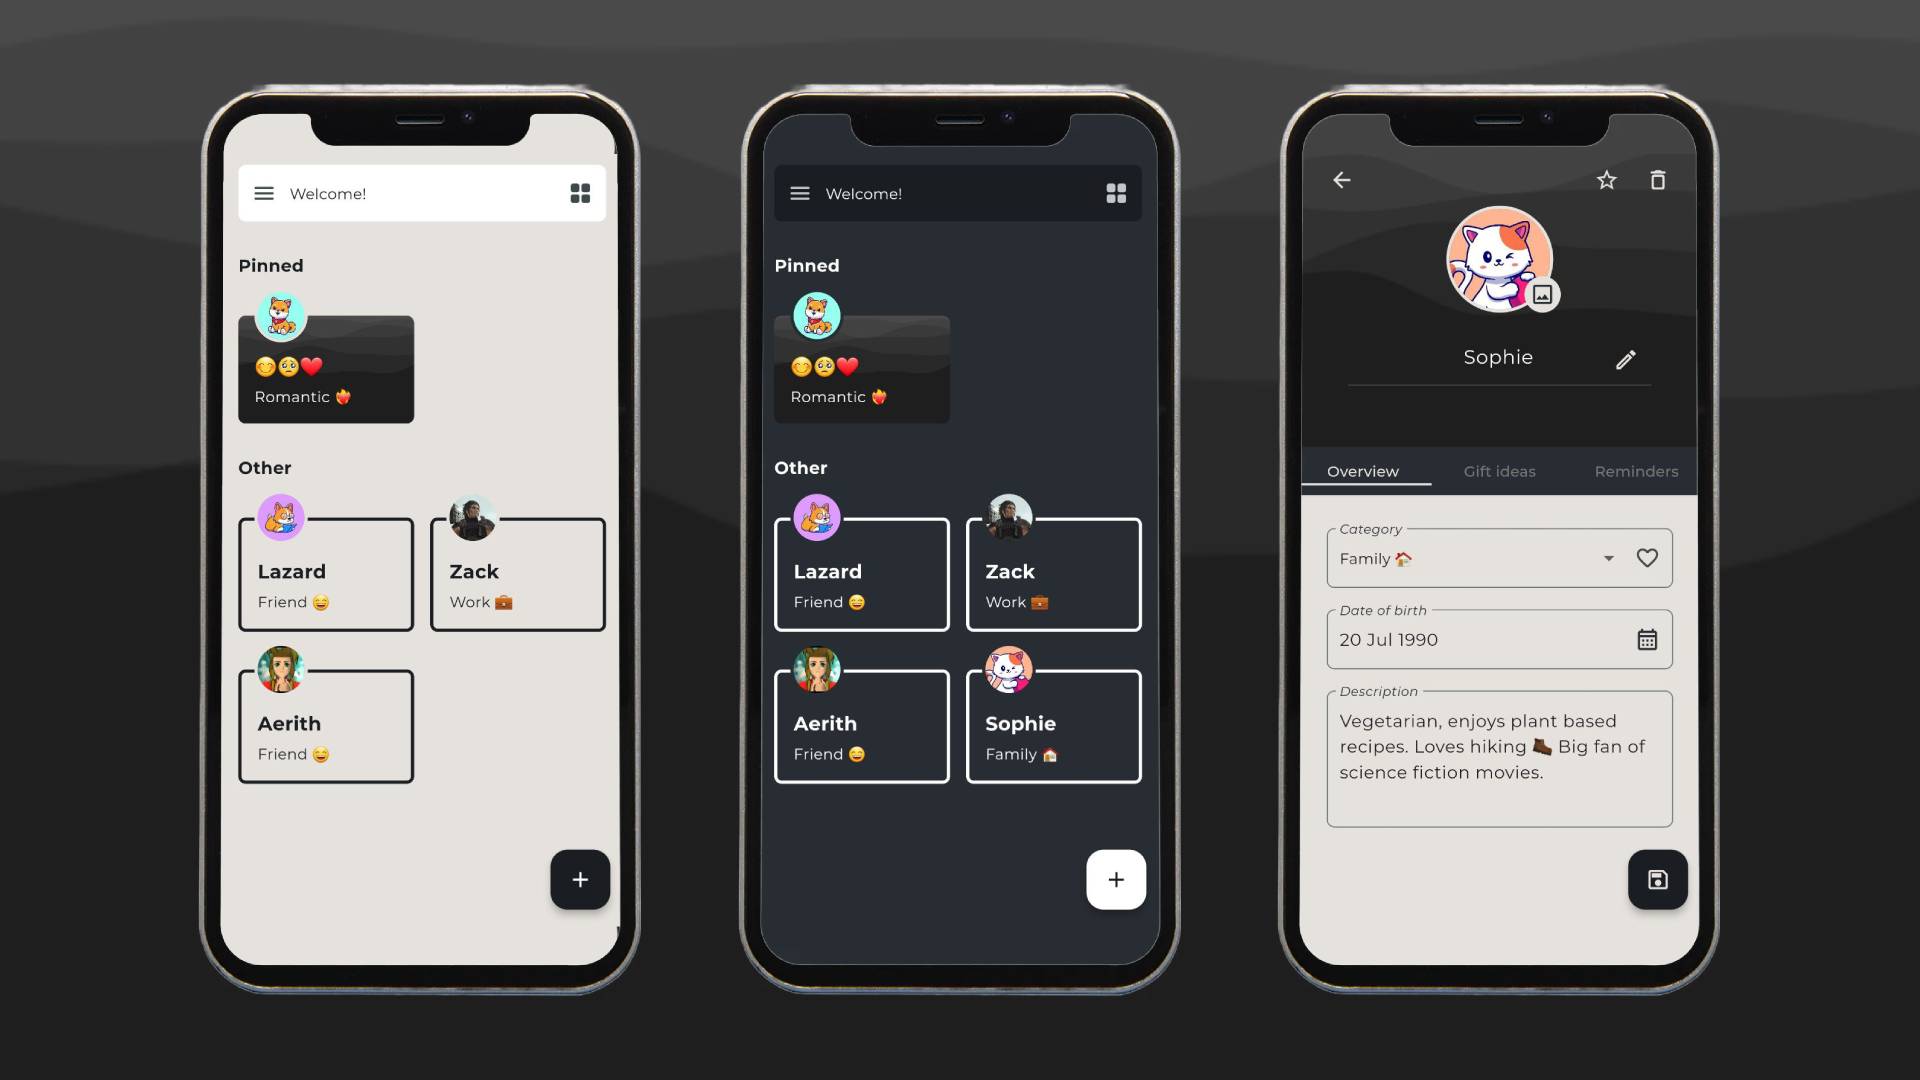 Welcome!
Pinned
😊🥺❤️
Romantic ❤️‍🔥
Other
Lazard
Friend 😄
Zack
Work 💼
Aerith
Friend 😄
Welcome!
Pinned
😊🥺❤️
Romantic ❤️‍🔥
Other
Lazard
Friend 😄
Zack
Work 💼
Aerith
Friend 😄
Sophie
Family 🏠
Sophie
Overview
Gift ideas
Reminders
Category
Family 🏠
Date of birth
20 Jul 1990
Description
Vegetarian, enjoys plant based
recipes. Loves hiking 🥾 Big fan of
science fiction movies.